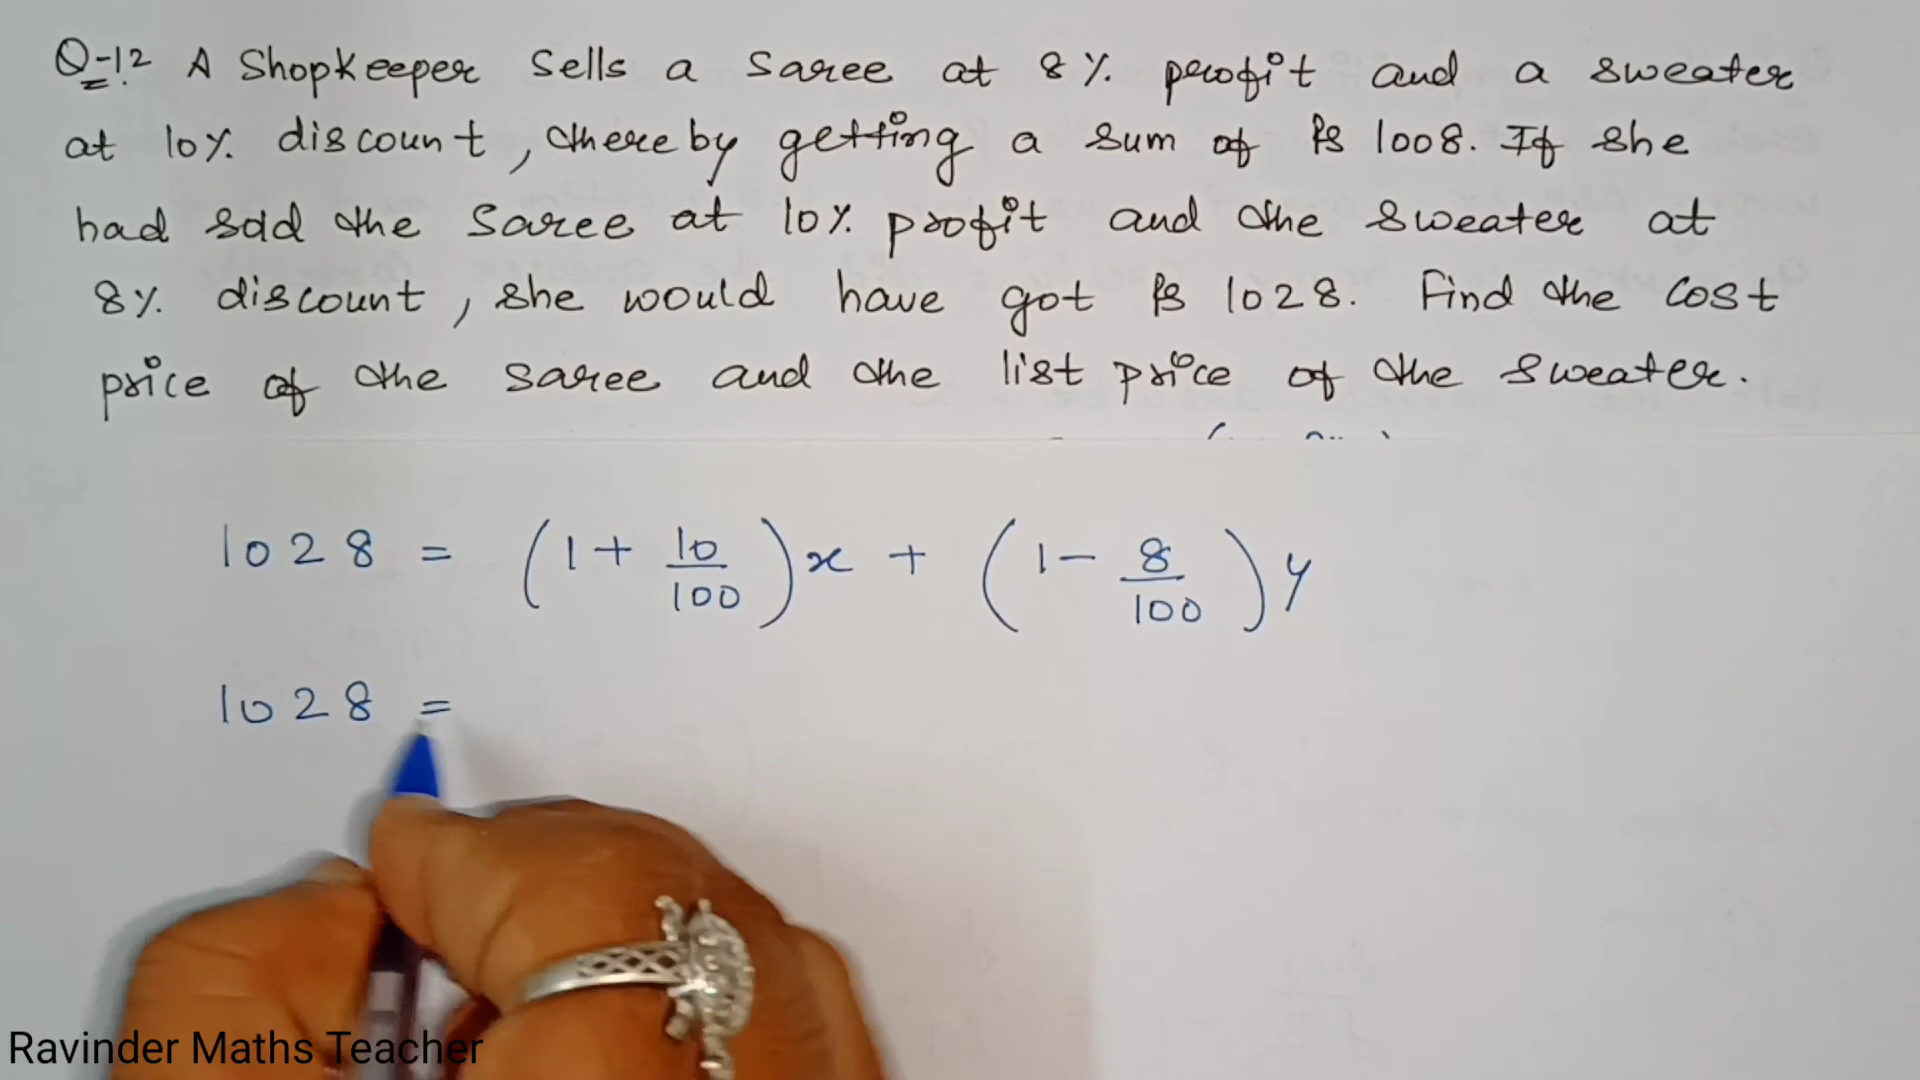 Q-12 A Shopkeeper Sells a Saree at 8% profit and a sweater
at 10% discount, thereby getting a sum of Rs 1008. If she
had sold the Saree at 10% profit and the sweater at
8% discount, she would have got Rs 1028. Find the cost
price of the saree and the list price of the sweater.
1028 = (1 + 10/100)x + (1 - 8/100)y
1028 =
Ravinder Maths Teacher